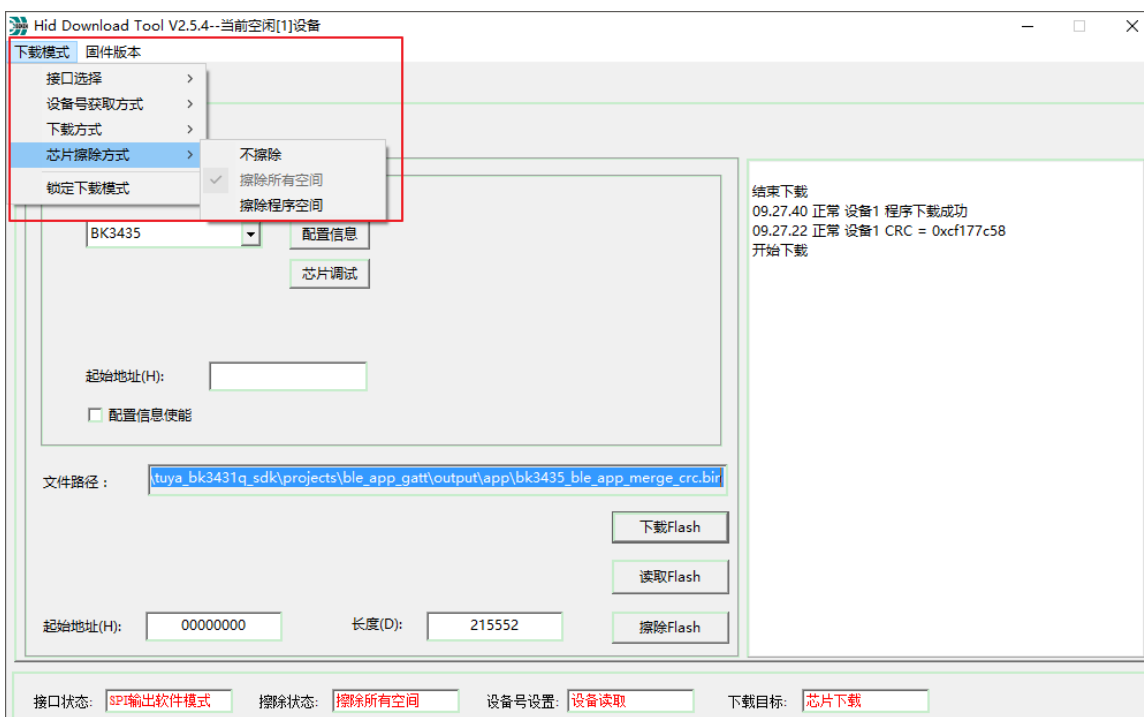 Hid Download Tool V2.5.4--当前空闲[1]设备
下载模式 固件版本
接口选择
设备号获取方式
下载方式
芯片擦除方式
锁定下载模式
不擦除
擦除所有空间
擦除程序空间
BK3435
配置信息
芯片调试
起始地址(H):
配置信息使能
文件路径：
\tuya_bk3431q_sdk\projects\ble_app_gatt\output\app\bk3435_ble_app_merge_crc.bin
下载Flash
读取Flash
起始地址(H): 00000000 长度(D): 215552 擦除Flash
结束下载
09.27.40 正常 设备1 程序下载成功
09.27.22 正常 设备1 CRC = 0xcf177c58
开始下载
接口状态: SPI输出软件模式 擦除状态: 擦除所有空间 设备号设置: 设备读取 下载目标: 芯片下载